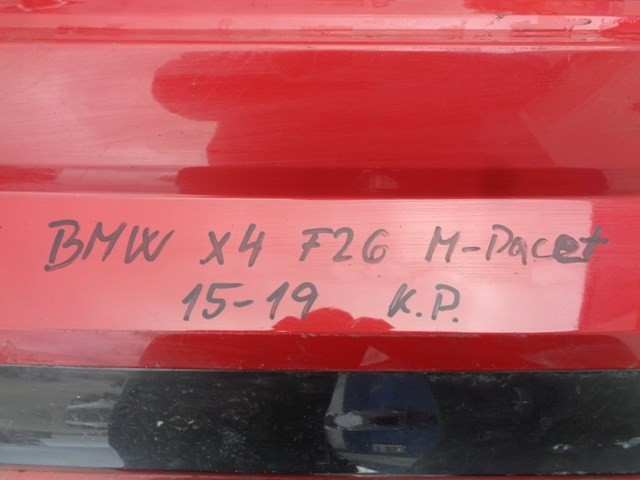 BMW X4 F26 M-Pacet
15-19 K.P.